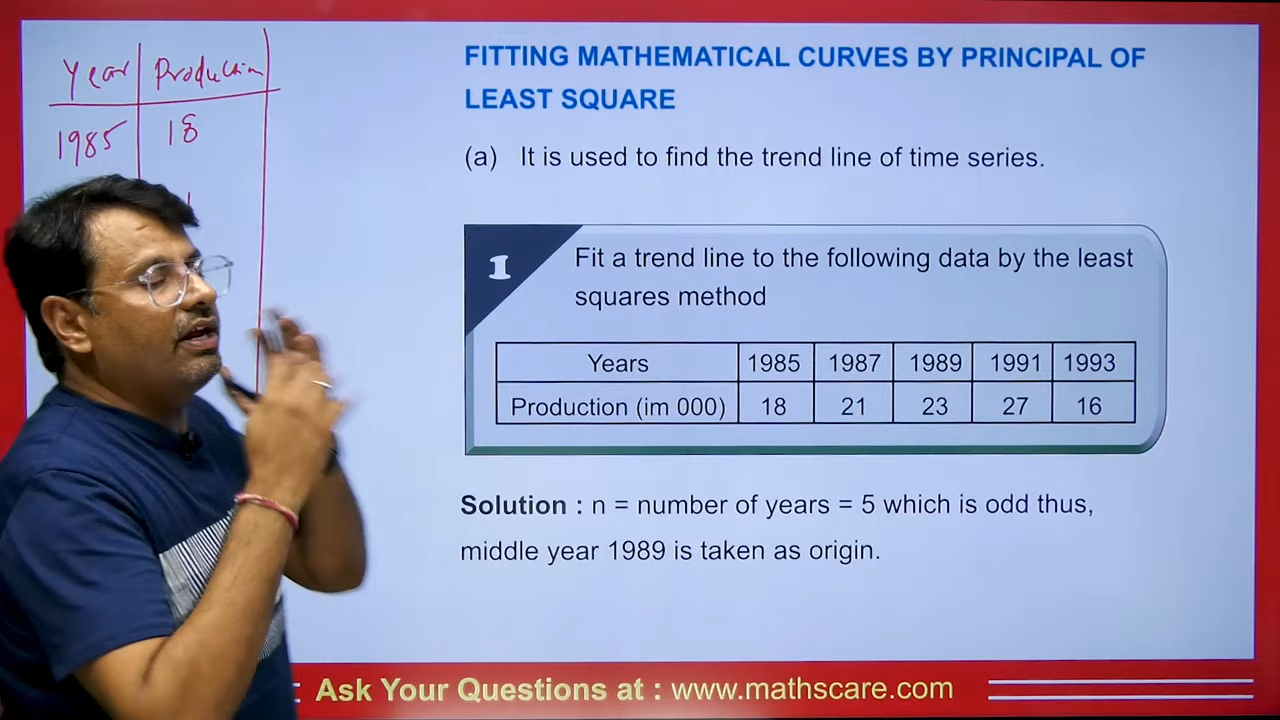 Year Production
1985 18
FITTING MATHEMATICAL CURVES BY PRINCIPAL OF
LEAST SQUARE
(a) It is used to find the trend line of time series.
1
Fit a trend line to the following data by the least
squares method
Years 1985 1987 1989 1991 1993
Production (im 000) 18 21 23 27 16
Solution : n = number of years = 5 which is odd thus,
middle year 1989 is taken as origin.
Ask Your Questions at : www.mathscare.com